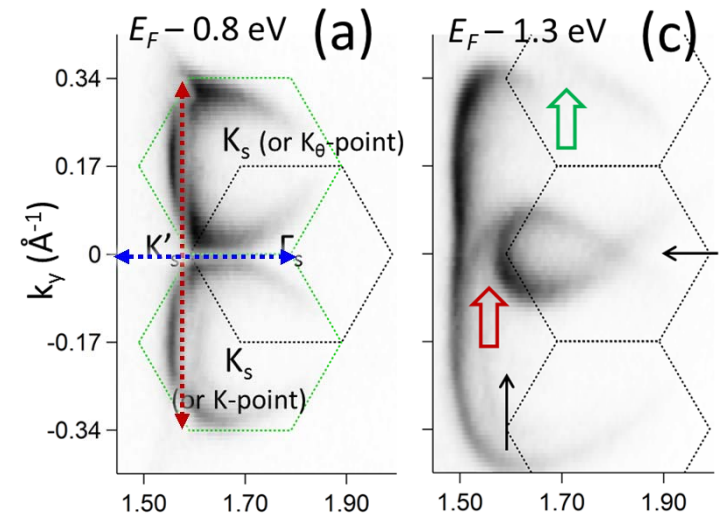 E_F – 0.8 eV (a)
E_F – 1.3 eV (c)
k_y (Å⁻¹)
0.34
0.17
0
-0.17
-0.34
K_s (or K_θ-point)
K'_s
Γ_s
K_s
(or K-point)
1.50 1.70 1.90
1.50 1.70 1.90